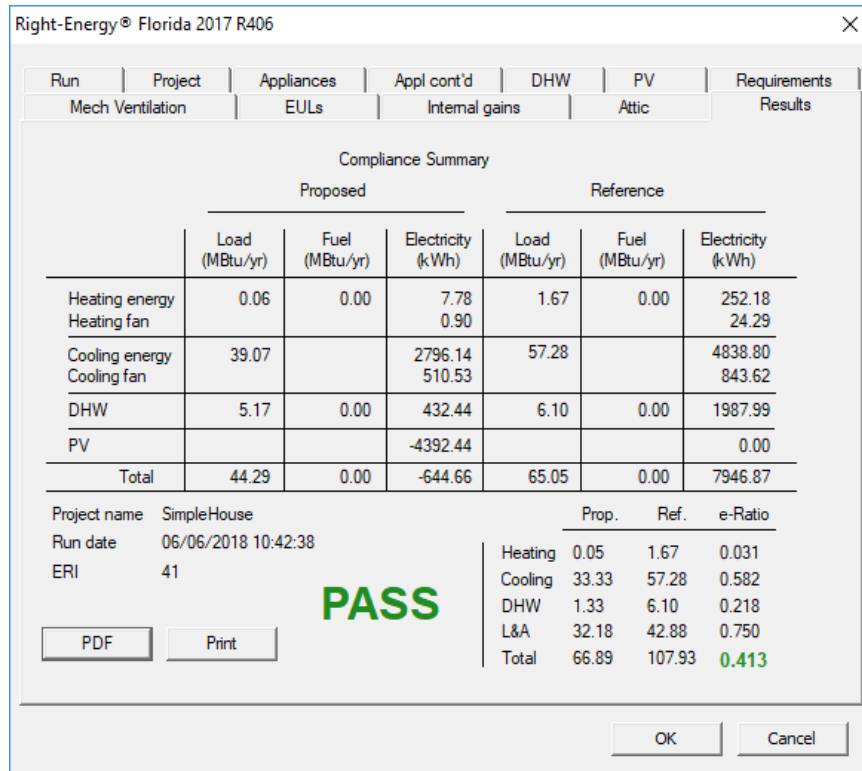 Right-Energy® Florida 2017 R406
Run Project Appliances Appl cont'd DHW PV Requirements
Mech Ventilation EULs Internal gains Attic Results
Compliance Summary
Proposed Reference
Load Fuel Electricity Load Fuel Electricity
(MBtu/yr) (MBtu/yr) (kWh) (MBtu/yr) (MBtu/yr) (kWh)
Heating energy 0.06 0.00 7.78 1.67 0.00 252.18
Heating fan 0.90 24.29
Cooling energy 39.07 2796.14 57.28 4838.80
Cooling fan 510.53 843.62
DHW 5.17 0.00 432.44 6.10 0.00 1987.99
PV -4392.44 0.00
Total 44.29 0.00 -644.66 65.05 0.00 7946.87
Project name SimpleHouse
Run date 06/06/2018 10:42:38
ERI 41
PASS
PDF Print
Prop. Ref. e-Ratio
Heating 0.05 1.67 0.031
Cooling 33.33 57.28 0.582
DHW 1.33 6.10 0.218
L&A 32.18 42.88 0.750
Total 66.89 107.93 0.413
OK Cancel